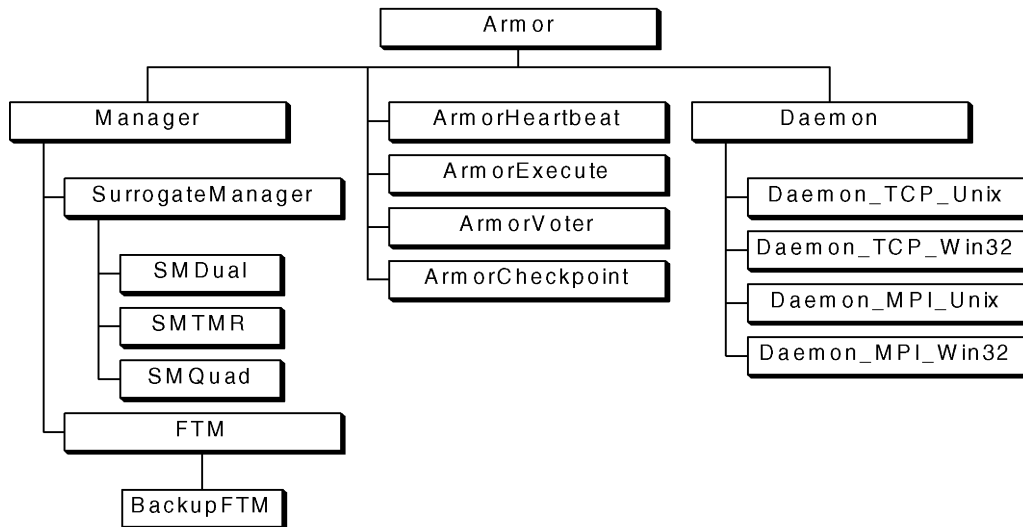 Armor
Manager
ArmorHeartbeat
Daemon
ArmorExecute
SurrogateManager
Daemon_TCP_Unix
ArmorVoter
Daemon_TCP_Win32
SMDual
ArmorCheckpoint
Daemon_MPI_Unix
SMTMR
Daemon_MPI_Win32
SMQuad
FTM
BackupFTM